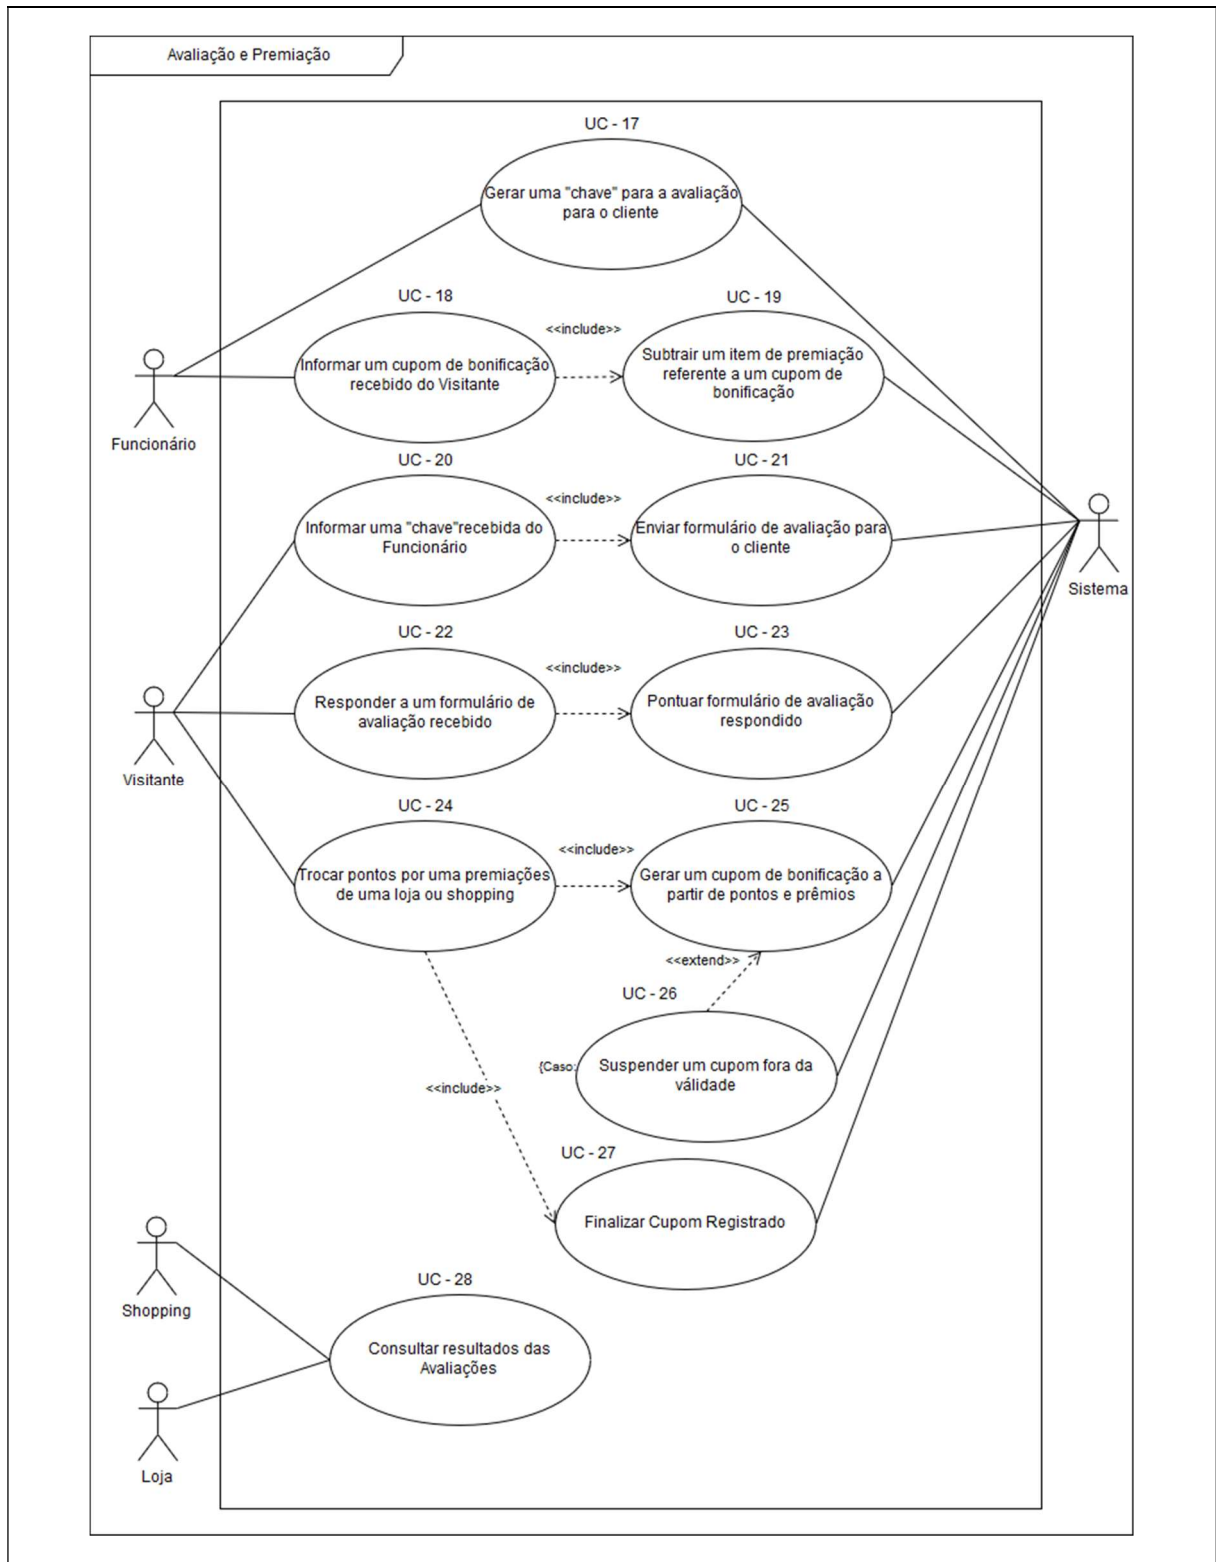 Avaliação e Premiação
UC - 17
Gerar uma "chave" para a avaliação
para o cliente
UC - 18
<<include>>
UC - 19
Informar um cupom de bonificação
recebido do Visitante
Subtrair um item de premiação
referente a um cupom de
bonificação
Funcionário
UC - 20
<<include>>
UC - 21
Informar uma "chave"recebida do
Funcionário
Enviar formulário de avaliação para
o cliente
Sistema
UC - 22
<<include>>
UC - 23
Responder a um formulário de
avaliação recebido
Pontuar formulário de avaliação
respondido
Visitante
UC - 24
<<include>>
UC - 25
Trocar pontos por uma premiações
de uma loja ou shopping
Gerar um cupom de bonificação a
partir de pontos e prêmios
<<extend>>
UC - 26
{Caso:
Suspender um cupom fora da
válidade
<<include>>
UC - 27
Finalizar Cupom Registrado
Shopping
UC - 28
Consultar resultados das
Avaliações
Loja